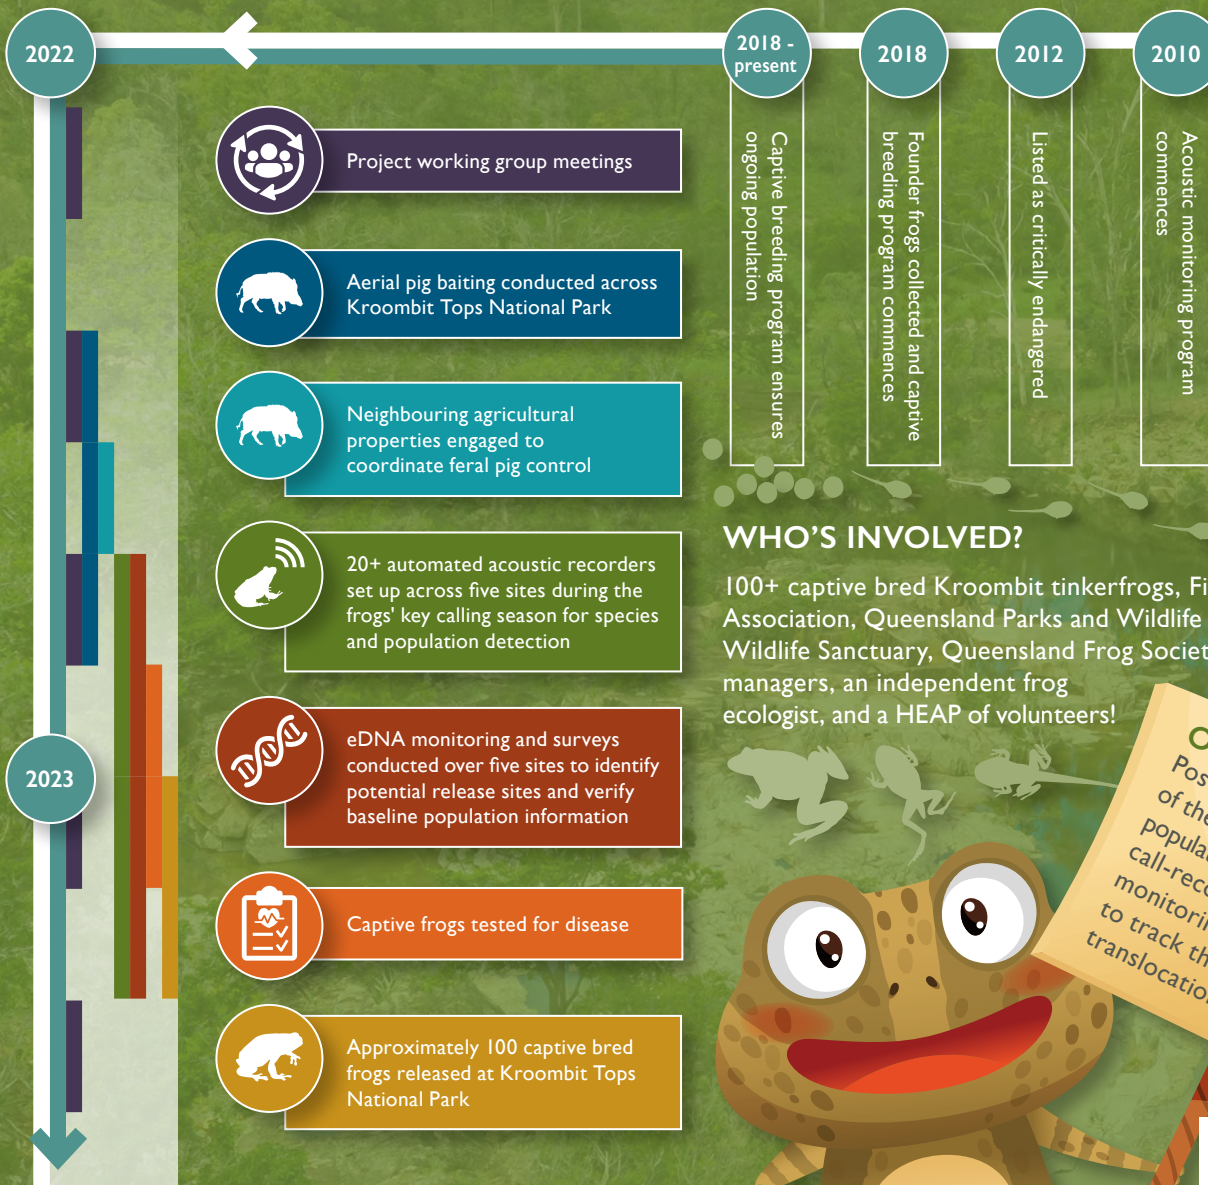 2022
2018 -
present
2018
2012
2010
Captive breeding program ensures
ongoing population
Founder frogs collected and captive
breeding program commences
Listed as critically endangered
Acoustic monitoring program
commences
Project working group meetings
Aerial pig baiting conducted across
Kroombit Tops National Park
Neighbouring agricultural
properties engaged to
coordinate feral pig control
20+ automated acoustic recorders
set up across five sites during the
frogs' key calling season for species
and population detection
eDNA monitoring and surveys
conducted over five sites to identify
potential release sites and verify
baseline population information
2023
Captive frogs tested for disease
Approximately 100 captive bred
frogs released at Kroombit Tops
National Park
WHO'S INVOLVED?
100+ captive bred Kroombit tinkerfrogs, Fi
Association, Queensland Parks and Wildlife
Wildlife Sanctuary, Queensland Frog Societ
managers, an independent frog
ecologist, and a HEAP of volunteers!
O
Pos
of the
popula
call-reco
monitorin
to track th
translocation